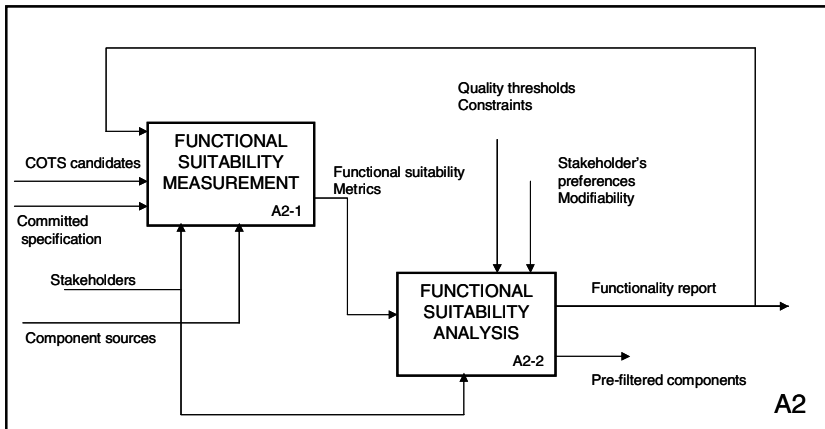 Quality thresholds
Constraints
FUNCTIONAL
SUITABILITY
MEASUREMENT
A2-1
COTS candidates
Functional suitability
Metrics
Stakeholder's
preferences
Modifiability
Committed
specification
Stakeholders
Component sources
FUNCTIONAL
SUITABILITY
ANALYSIS
A2-2
Functionality report
Pre-filtered components
A2